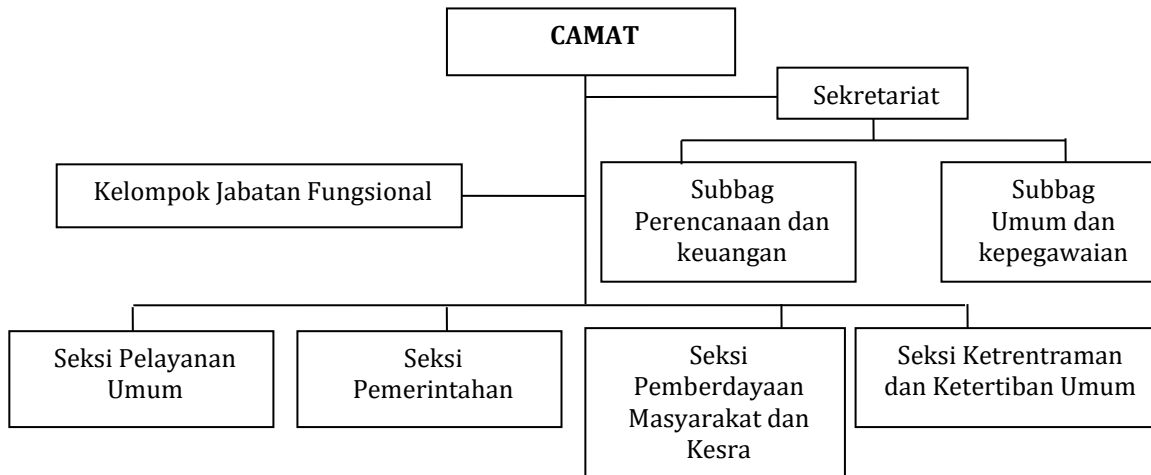 CAMAT
Sekretariat
Kelompok Jabatan Fungsional
Subbag
Perencanaan dan
keuangan
Subbag
Umum dan
kepegawaian
Seksi Pelayanan
Umum
Seksi
Pemerintahan
Seksi
Pemberdayaan
Masyarakat dan
Kesra
Seksi Ketrentraman
dan Ketertiban Umum